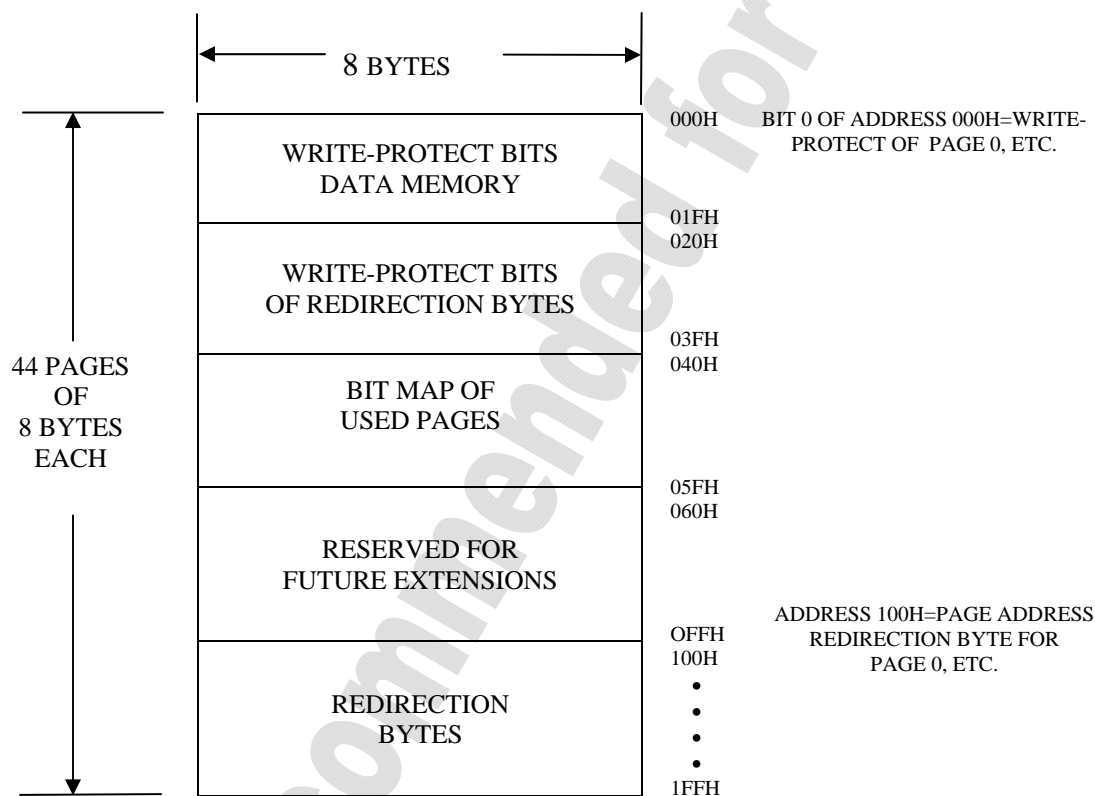 8 BYTES
000H
BIT 0 OF ADDRESS 000H=WRITE-
PROTECT OF PAGE 0, ETC.
WRITE-PROTECT BITS
DATA MEMORY
01FH
020H
WRITE-PROTECT BITS
OF REDIRECTION BYTES
03FH
040H
44 PAGES
OF
8 BYTES
EACH
BIT MAP OF
USED PAGES
05FH
060H
RESERVED FOR
FUTURE EXTENSIONS
OFFH
100H
ADDRESS 100H=PAGE ADDRESS
REDIRECTION BYTE FOR
PAGE 0, ETC.
REDIRECTION
BYTES
1FFH
ommended for